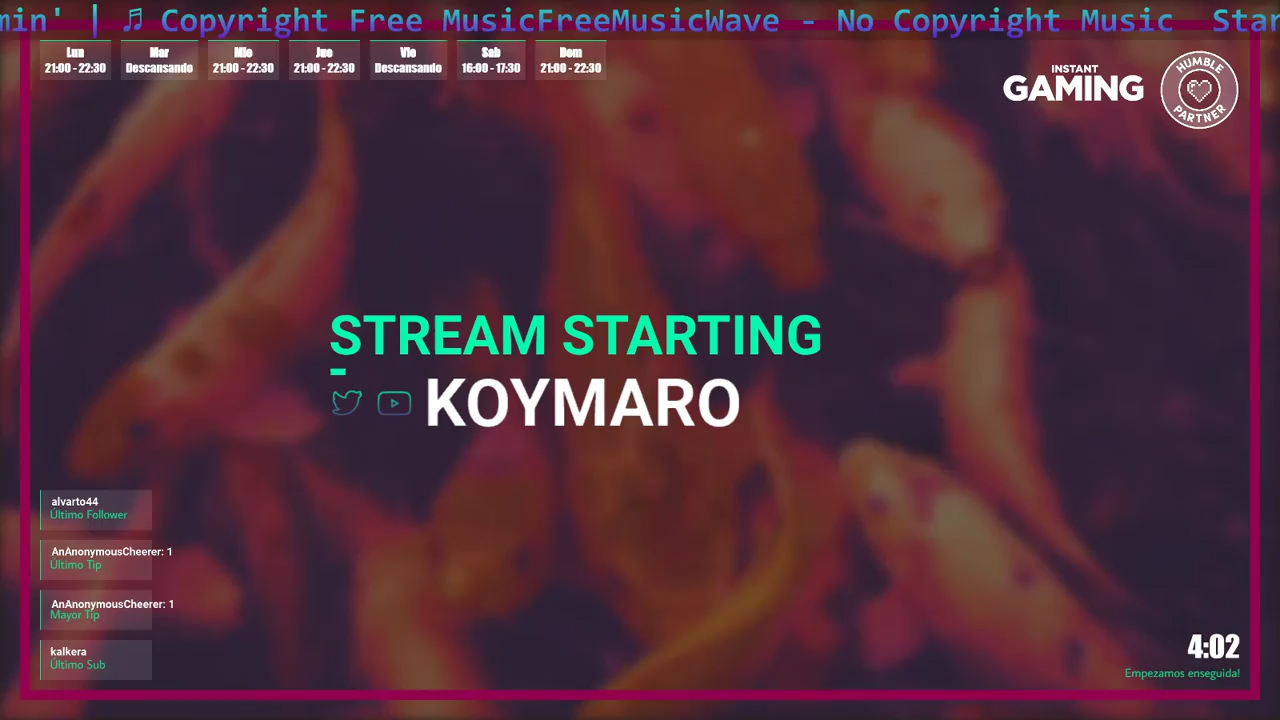 min' | ♫ Copyright Free MusicFreeMusicWave - No Copyright Music Star
Lun
21:00 - 22:30
Mar
Descansando
Mie
21:00 - 22:30
Jue
21:00 - 22:30
Vie
Descansando
Sab
16:00 - 17:30
Dom
21:00 - 22:30
INSTANT
GAMING
HUMBLE
PARTNER
STREAM STARTING
-
KOYMARO
alvarto44
Último Follower
AnAnonymousCheerer: 1
Último Tip
AnAnonymousCheerer: 1
Mayor Tip
kalkera
Último Sub
4:02
Empezamos enseguida!